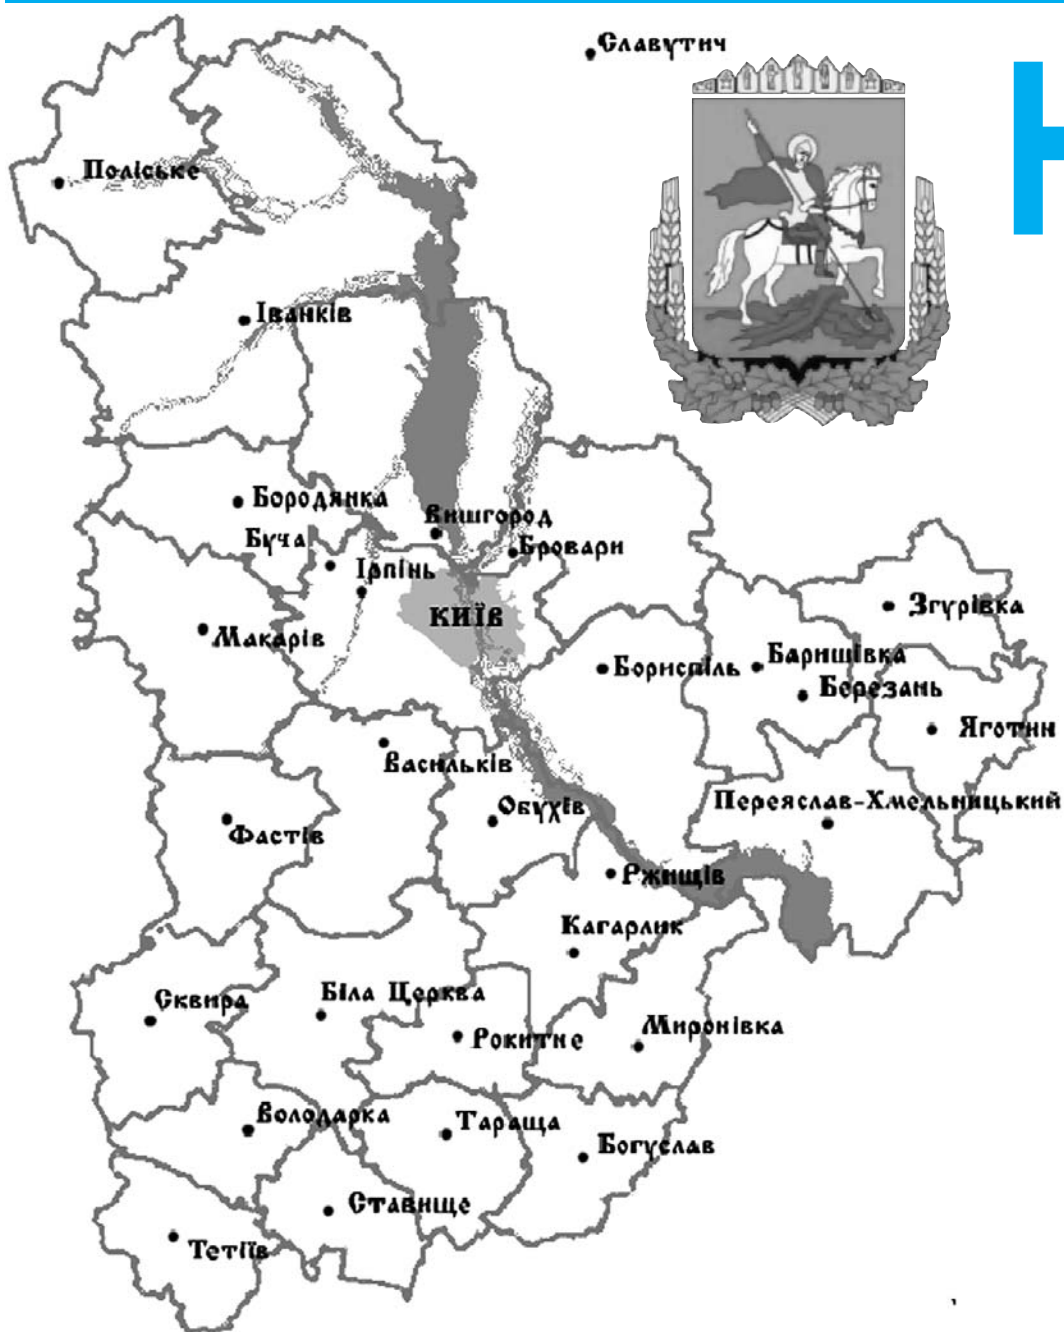 Славутич
Н
Поліське
Іванків
Бородянка
Вишгород
Буча
Бровари
Ірпінь
КИЇВ
Згурівка
Макарів
Бориспіль
Баришівка
Березань
Яготин
Васильків
Переяслав-Хмельницький
Обухів
Фастів
Ржищів
Кагарлик
Сквира
Біла Церква
Миронівка
Рокитне
Володарка
Тараща
Богуслав
Ставище
Тетіїв